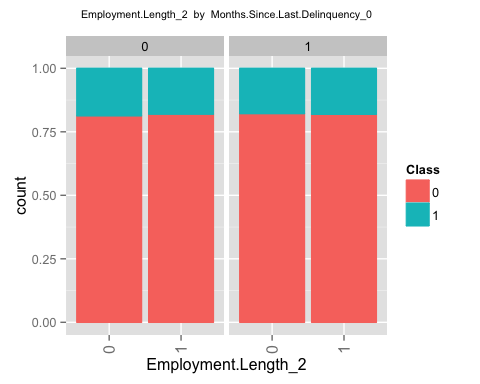 Employment.Length_2 by Months.Since.Last.Delinquency_0
0 1
1.00
0.75
0.50
0.25
0.00
count
0 1 0 1
Employment.Length_2
Class
0
1